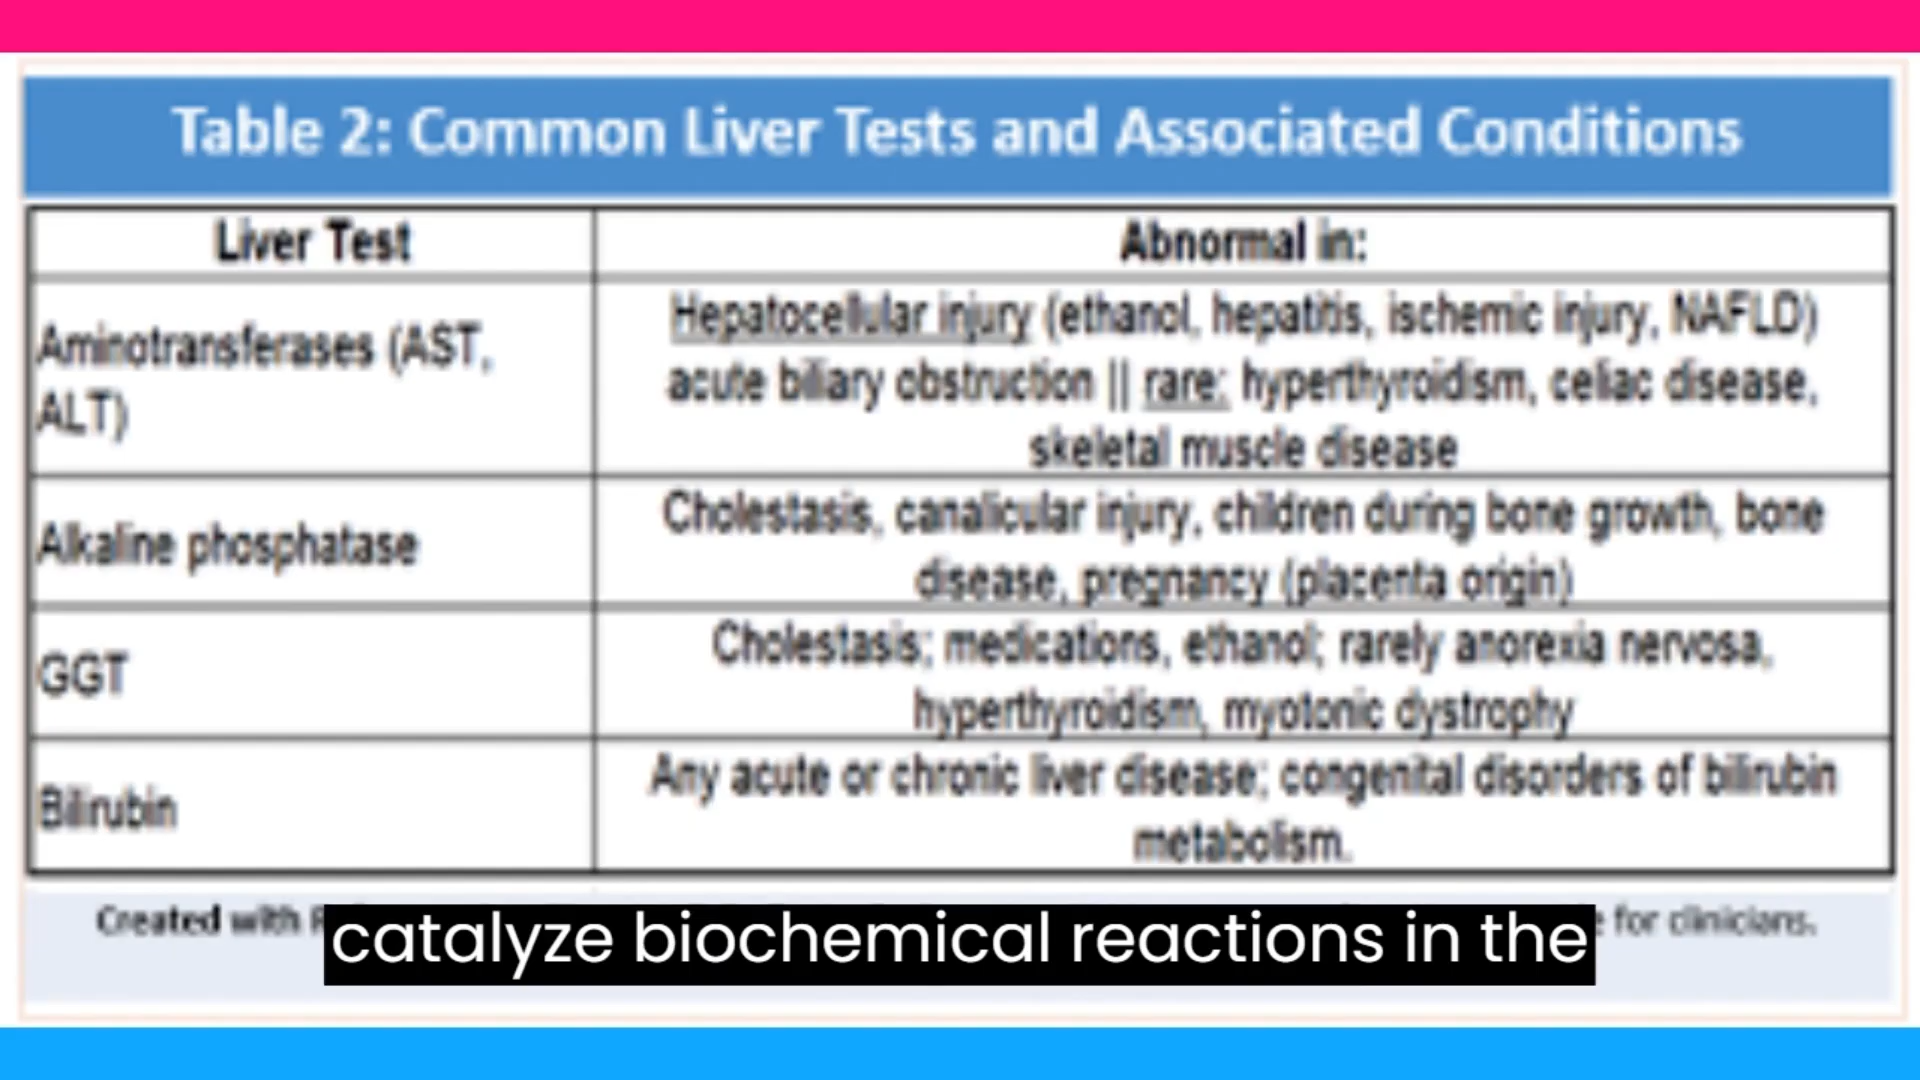 Table 2: Common Liver Tests and Associated Conditions
Liver Test
Abnormal in:
Aminotransferases (AST,
ALT)
Hepatocellular injury (ethanol, hepatitis, ischemic injury, NAFLD)
acute biliary obstruction || rare: hyperthyroidism, celiac disease,
skeletal muscle disease
Alkaline phosphatase
Cholestasis, canalicular injury, children during bone growth, bone
disease, pregnancy (placenta origin)
GGT
Cholestasis; medications, ethanol; rarely anorexia nervosa,
hyperthyroidism, myotonic dystrophy
Bilirubin
Any acute or chronic liver disease; congenital disorders of bilirubin
metabolism.
Created with for clinicians.
catalyze biochemical reactions in the